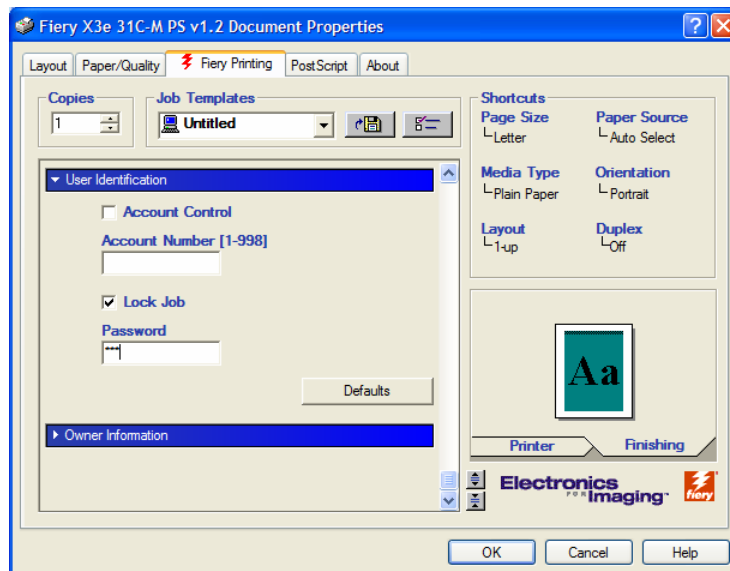 Fiery X3e 31C-M PS v1.2 Document Properties
Layout
Paper/Quality
Fiery Printing
PostScript
About
Copies
1
Job Templates
Untitled
User Identification
Account Control
Account Number [1-998]
Lock Job
Password
***
Defaults
Owner Information
Shortcuts
Page Size
Letter
Paper Source
Auto Select
Media Type
Plain Paper
Orientation
Portrait
Layout
1-up
Duplex
Off
Aa
Printer
Finishing
Electronics
FOR Imaging™
fiery
OK
Cancel
Help